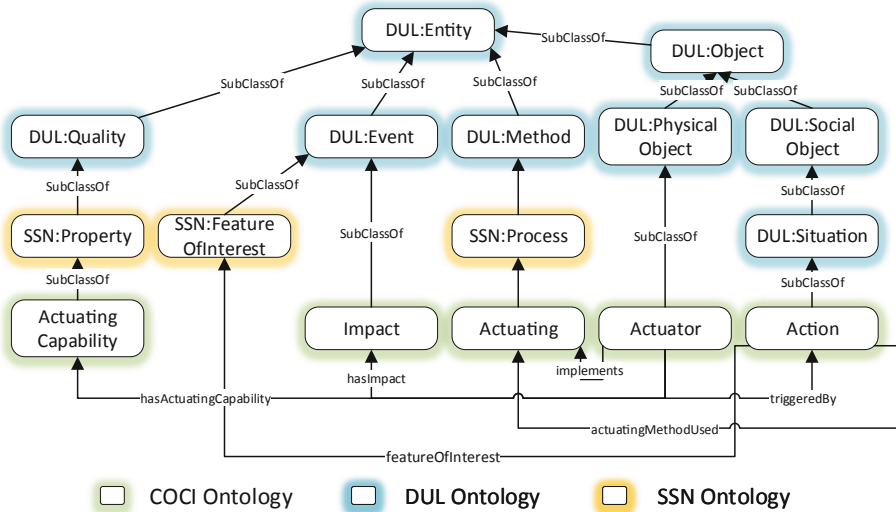 DUL:Entity
SubClassOf
DUL:Object
SubClassOf
SubClassOf
SubClassOf
SubClassOf
SubClassOf
DUL:Quality
DUL:Event
DUL:Method
DUL:Physical
Object
DUL:Social
Object
SubClassOf
SubClassOf
SubClassOf
SSN:Property
SSN:Feature
OfInterest
SubClassOf
SSN:Process
SubClassOf
DUL:Situation
SubClassOf
SubClassOf
Actuating
Capability
Impact
Actuating
Actuator
Action
hasImpact
implements
hasActuatingCapability
triggeredBy
actuatingMethodUsed
featureOfInterest
COCI Ontology
DUL Ontology
SSN Ontology